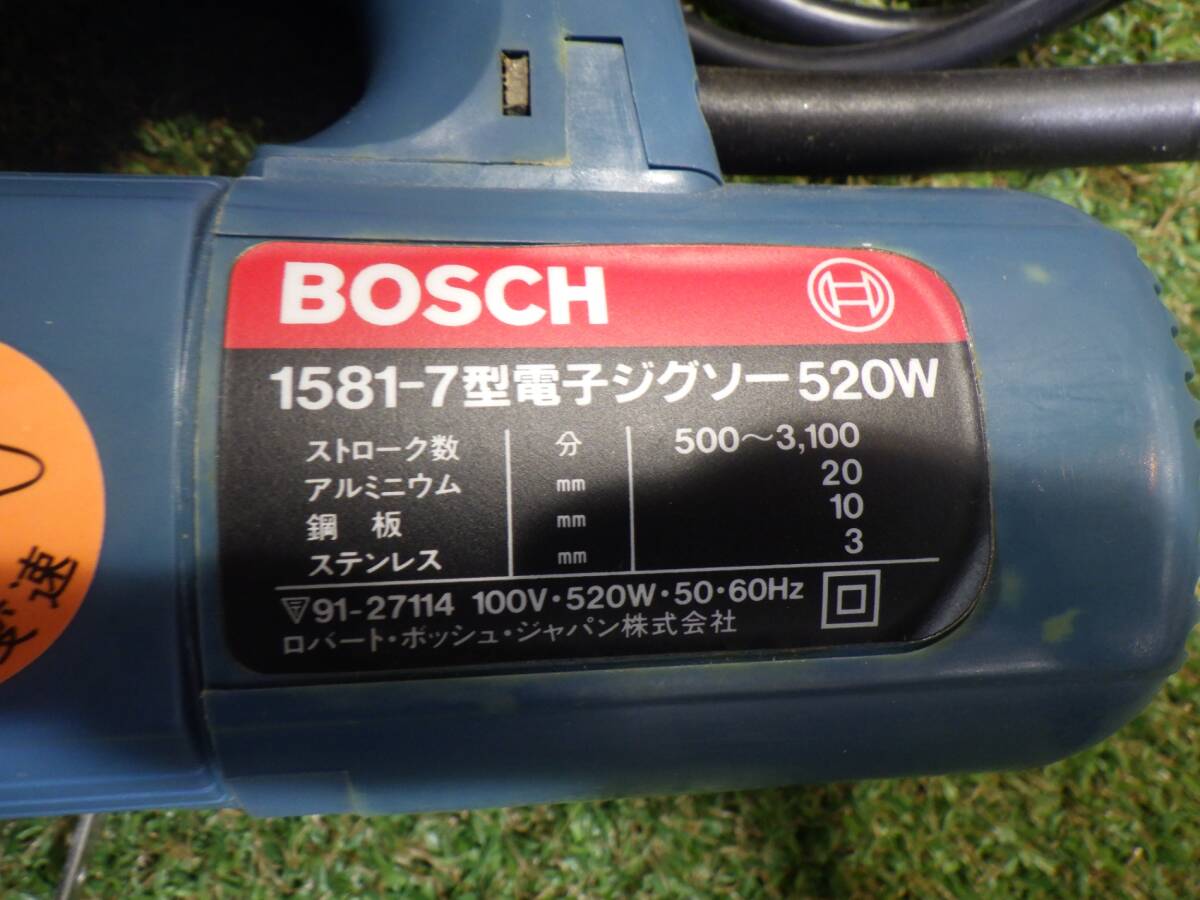 BOSCH
1581-7型電子ジグソー520W
ストローク数 分 500〜3,100
アルミニウム mm 20
鋼板 mm 10
ステンレス mm 3
91-27114 100V・520W・50・60Hz
ロバート・ボッシュ・ジャパン株式会社
速